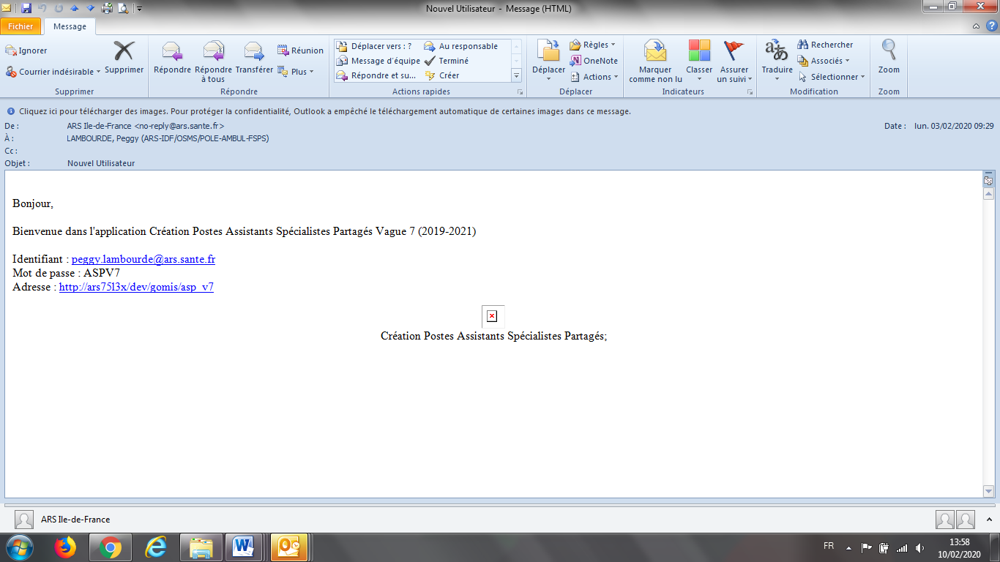 Nouvel Utilisateur - Message (HTML)
Fichier
Message
Ignorer
Courrier indésirable
Supprimer
Supprimer
Répondre
Répondre à tous
Transférer
Réunion
Plus
Répondre
Déplacer vers : ?
Au responsable
Message d'équipe
Terminé
Répondre et su...
Créer
Actions rapides
Déplacer
Règles
OneNote
Actions
Déplacer
Marquer comme non lu
Classer
Assurer un suivi
Indicateurs
Traduire
Rechercher
Associés
Sélectionner
Modification
Zoom
Zoom
Cliquez ici pour télécharger des images. Pour protéger la confidentialité, Outlook a empêché le téléchargement automatique de certaines images dans ce message.
De : ARS Ile-de-France <no-reply@ars.sante.fr>
Date : lun. 03/02/2020 09:29
À : LAMBOURDE, Peggy (ARS-IDF/OSMS/POLE-AMBUL-FSPS)
Cc :
Objet : Nouvel Utilisateur
Bonjour,
Bienvenue dans l'application Création Postes Assistants Spécialistes Partagés Vague 7 (2019-2021)
Identifiant : peggy.lambourde@ars.sante.fr
Mot de passe : ASPV7
Adresse : http://ars75l3x/dev/gomis/asp_v7
Création Postes Assistants Spécialistes Partagés;
ARS Ile-de-France
FR
13:58
10/02/2020